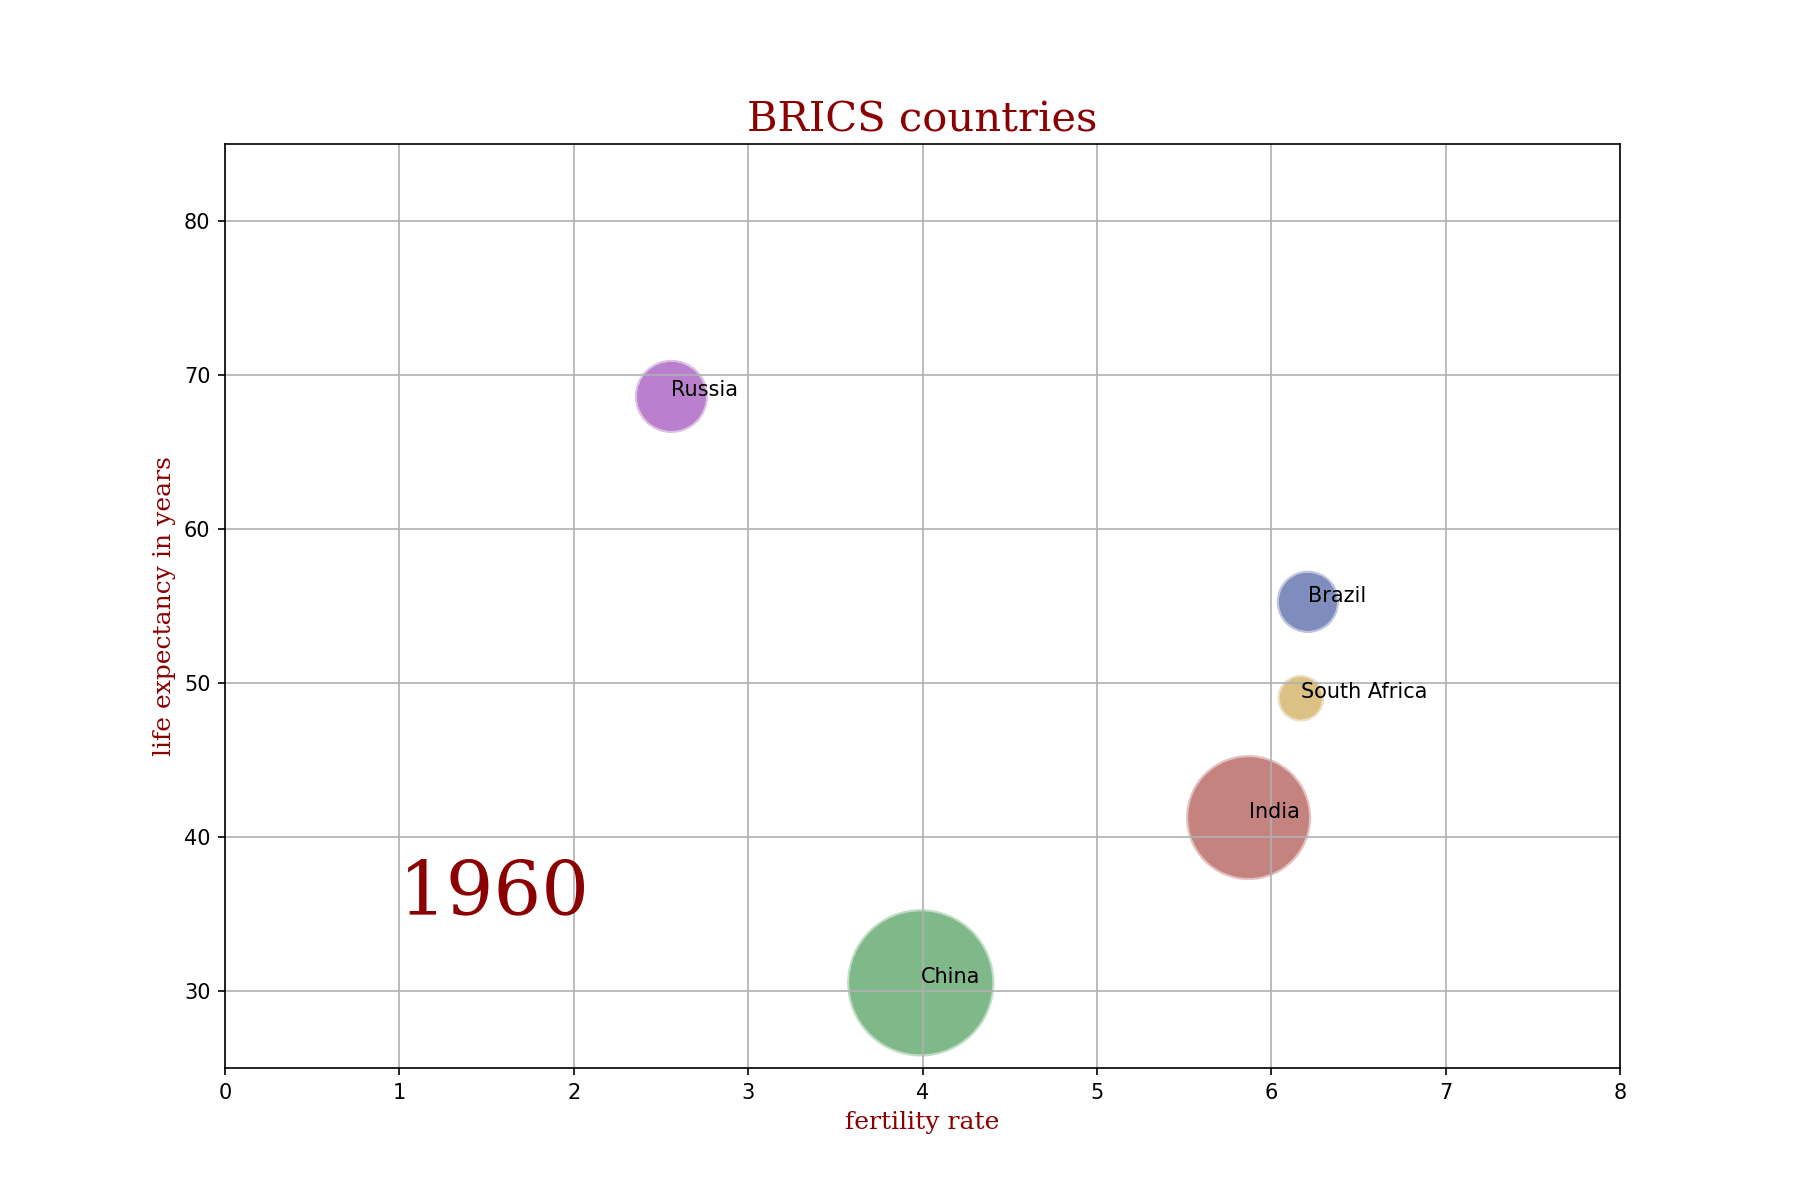 BRICS countries
80
70
60
50
40
30
life expectancy in years
Russia
Brazil
South Africa
India
China
1960
0 1 2 3 4 5 6 7 8
fertility rate